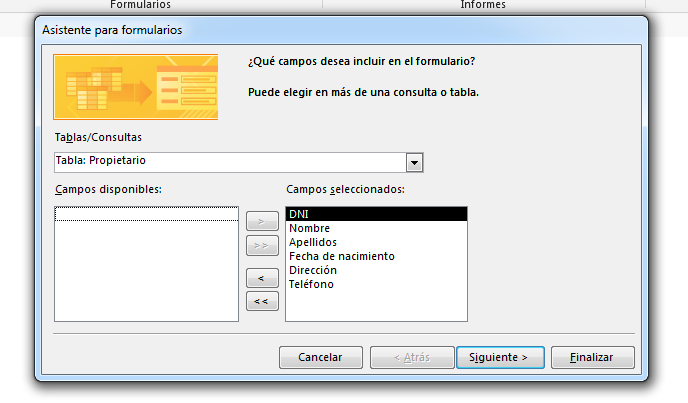 Formularios
Informes
Asistente para formularios
¿Qué campos desea incluir en el formulario?
Puede elegir en más de una consulta o tabla.
Tablas/Consultas
Tabla: Propietario
Campos disponibles:
Campos seleccionados:
>
>>
<
<<
DNI
Nombre
Apellidos
Fecha de nacimiento
Dirección
Teléfono
Cancelar
< Atrás
Siguiente >
Finalizar